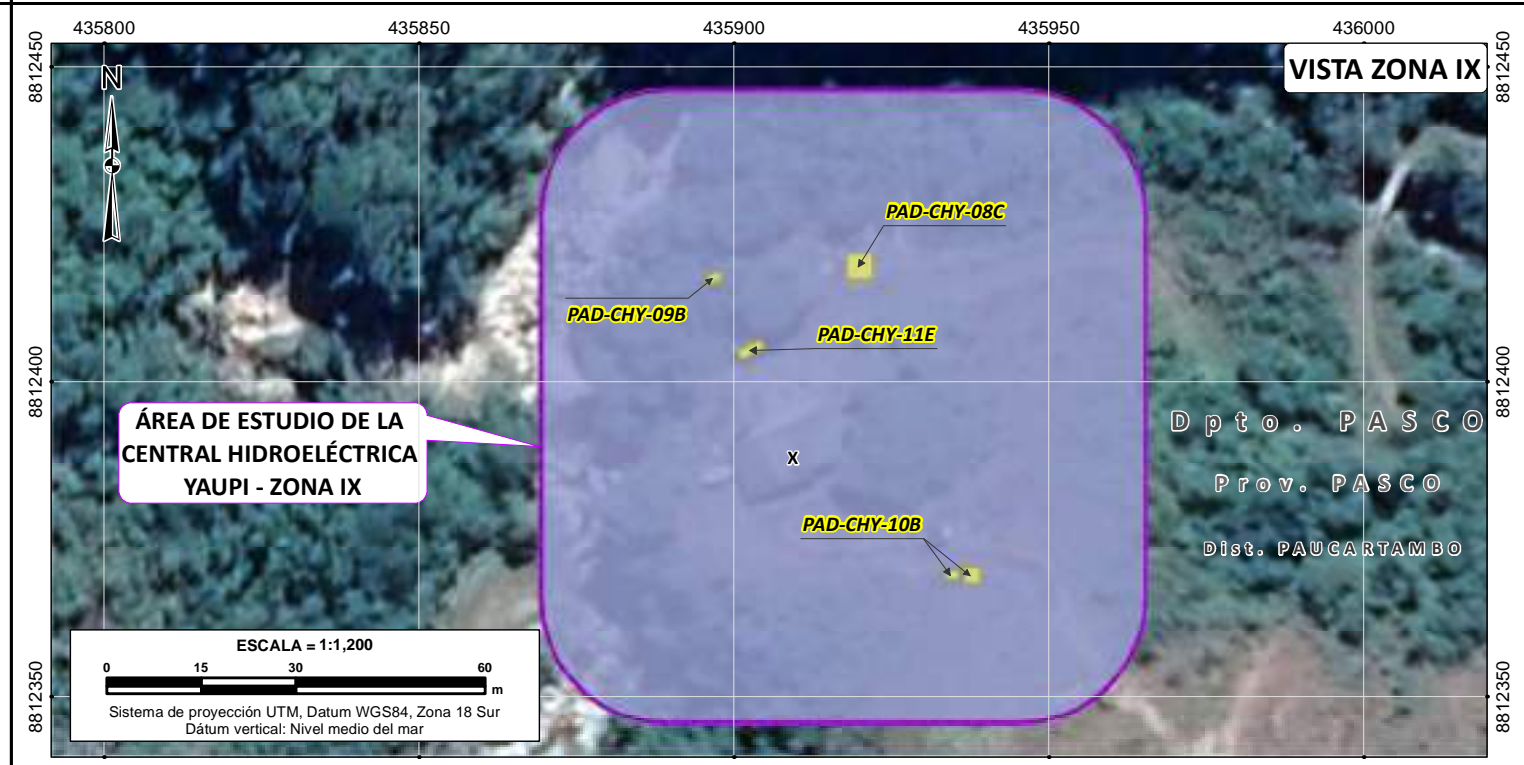 435800 435850 435900 435950 436000
8812450 8812450
N
VISTA ZONA IX
PAD-CHY-08C
PAD-CHY-09B
PAD-CHY-11E
8812400 8812400
ÁREA DE ESTUDIO DE LA
CENTRAL HIDROELÉCTRICA
YAUPI - ZONA IX
Dpto. PASCO
X
Prov. PASCO
PAD-CHY-10B
Dist. PAUCARTAMBO
ESCALA = 1:1,200
0 15 30 60
m
Sistema de proyección UTM, Datum WGS84, Zona 18 Sur
Dátum vertical: Nivel medio del mar
8812350 8812350